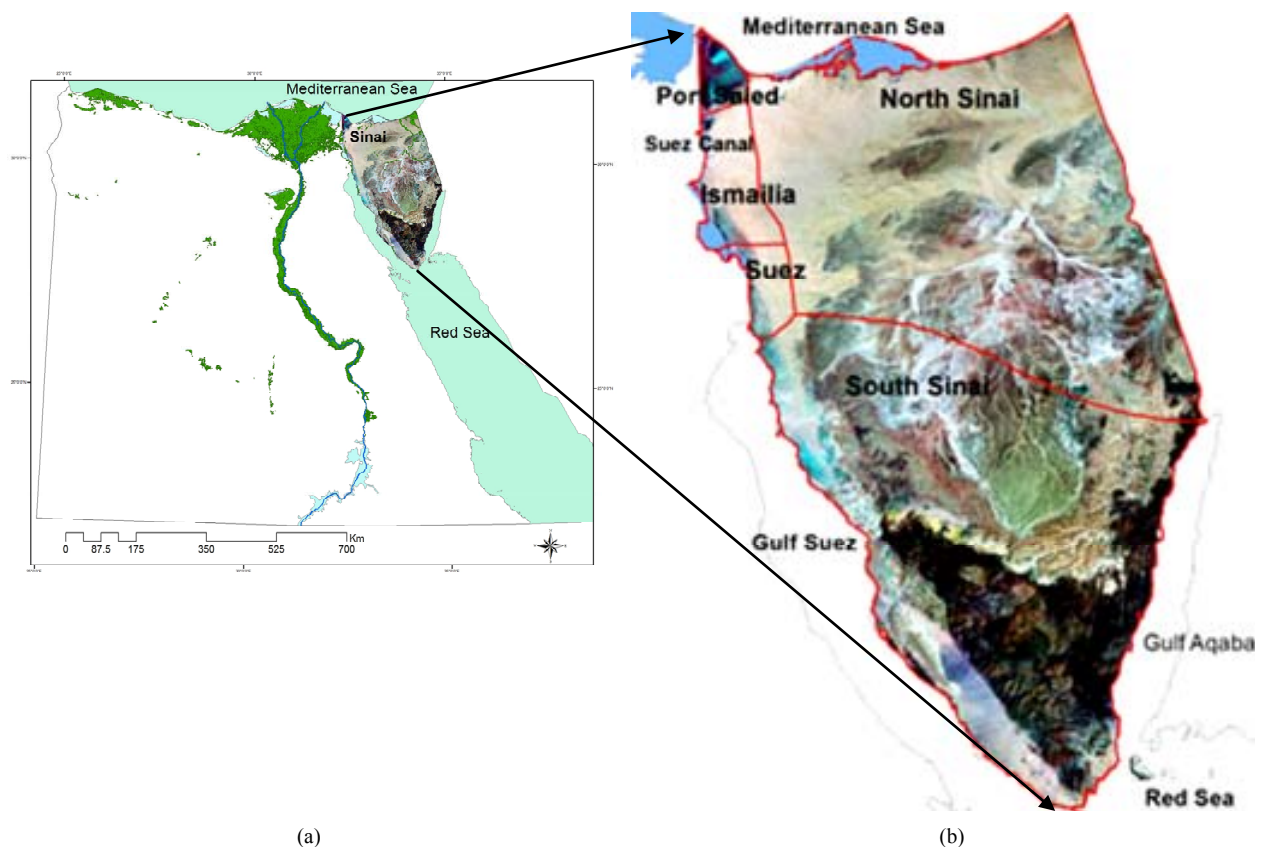 Mediterranean Sea
Sinai
Red Sea
0 87.5 175 350 525 700
Km
(a)
Mediterranean Sea
Port Saied
North Sinai
Suez Canal
Ismailia
Suez
South Sinai
Gulf Suez
Gulf Aqaba
Red Sea
(b)